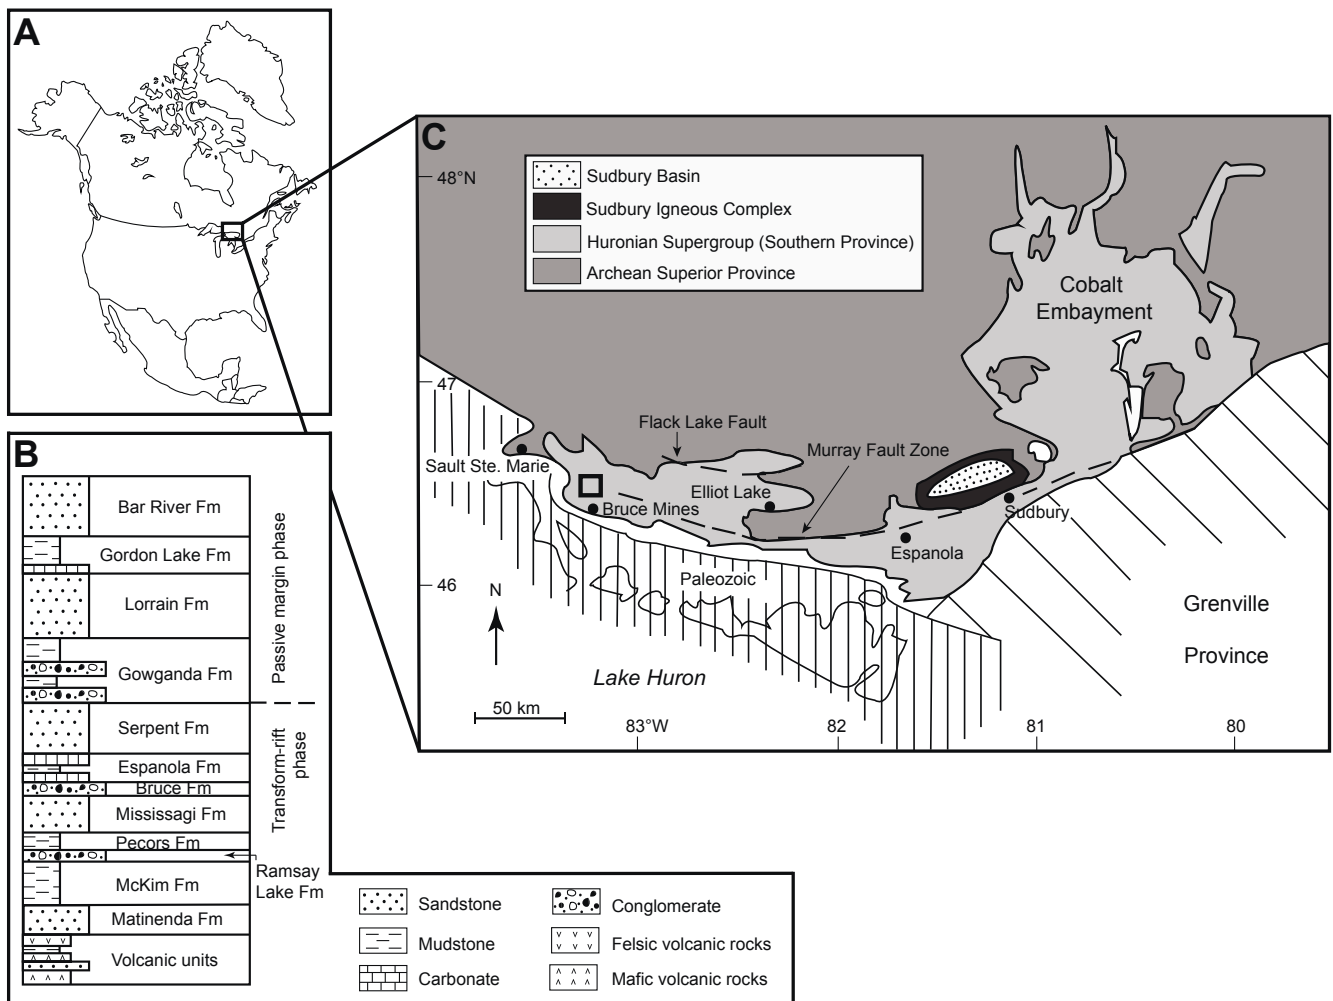 A
B
Bar River Fm
Gordon Lake Fm
Lorrain Fm
Gowganda Fm
Serpent Fm
Espanola Fm
Bruce Fm
Mississagi Fm
Pecors Fm
McKim Fm
Matinenda Fm
Volcanic units
Passive margin phase
Transform-rift
phase
Ramsay
Lake Fm
Sandstone
Mudstone
Carbonate
Conglomerate
Felsic volcanic rocks
Mafic volcanic rocks
C
Sudbury Basin
Sudbury Igneous Complex
Huronian Supergroup (Southern Province)
Archean Superior Province
48°N
47
46
Cobalt
Embayment
Flack Lake Fault
Murray Fault Zone
Sault Ste. Marie
Elliot Lake
Bruce Mines
Sudbury
Espanola
Paleozoic
Grenville
Province
N
Lake Huron
50 km
83°W
82
81
80